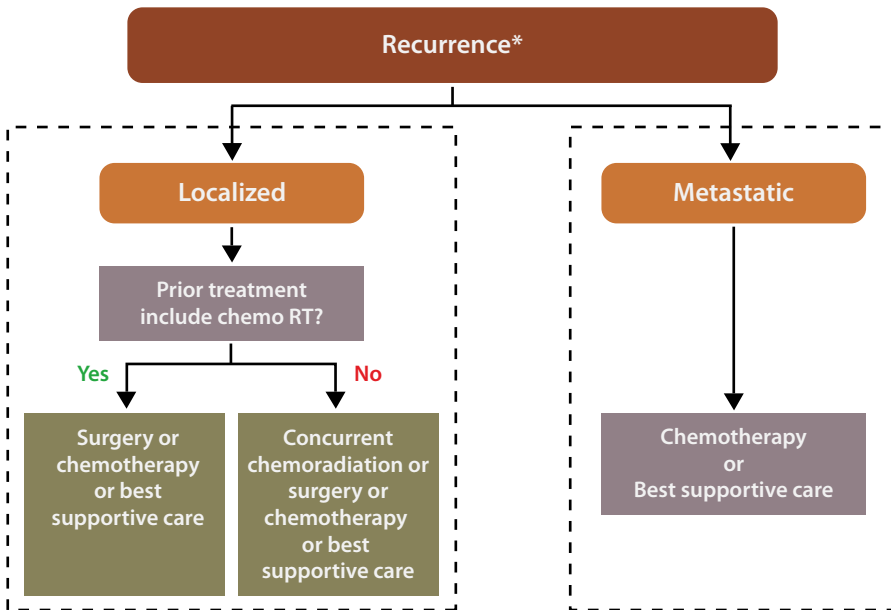 Recurrence*
Localized
Metastatic
Prior treatment
include chemo RT?
Yes
No
Surgery or
chemotherapy
or best
supportive care
Concurrent
chemoradiation or
surgery or
chemotherapy
or best
supportive care
Chemotherapy
or
Best supportive care